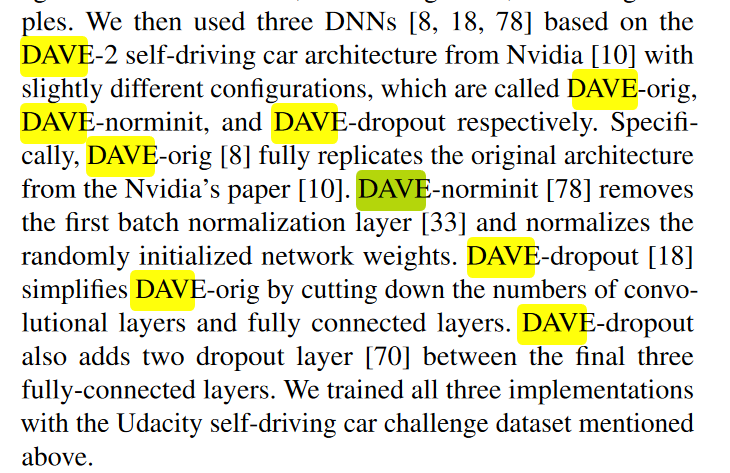 ples. We then used three DNNs [8, 18, 78] based on the
DAVE-2 self-driving car architecture from Nvidia [10] with
slightly different configurations, which are called DAVE-orig,
DAVE-norminit, and DAVE-dropout respectively. Specifi-
cally, DAVE-orig [8] fully replicates the original architecture
from the Nvidia's paper [10]. DAVE-norminit [78] removes
the first batch normalization layer [33] and normalizes the
randomly initialized network weights. DAVE-dropout [18]
simplifies DAVE-orig by cutting down the numbers of convo-
lutional layers and fully connected layers. DAVE-dropout
also adds two dropout layer [70] between the final three
fully-connected layers. We trained all three implementations
with the Udacity self-driving car challenge dataset mentioned
above.